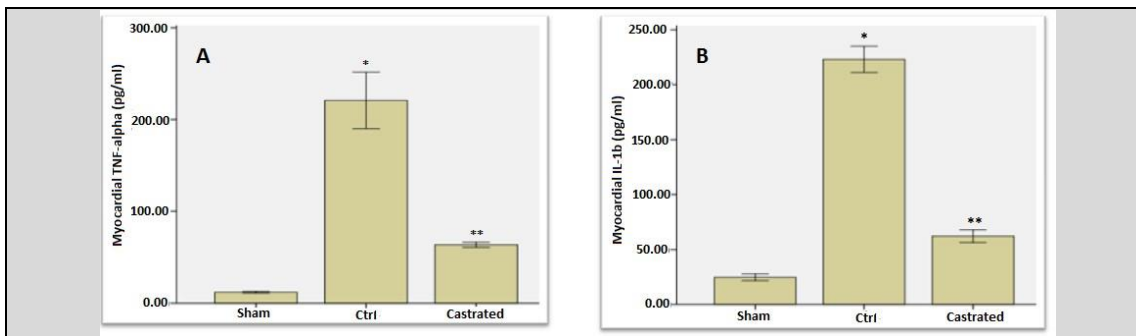 300.00
A
*
200.00
100.00
**
0.00
Sham
Ctrl
Castrated
Myocardial TNF-alpha (pg/ml)
250.00
B
*
200.00
150.00
100.00
**
50.00
0.00
Sham
Ctrl
Castrated
Myocardial IL-1b (pg/ml)